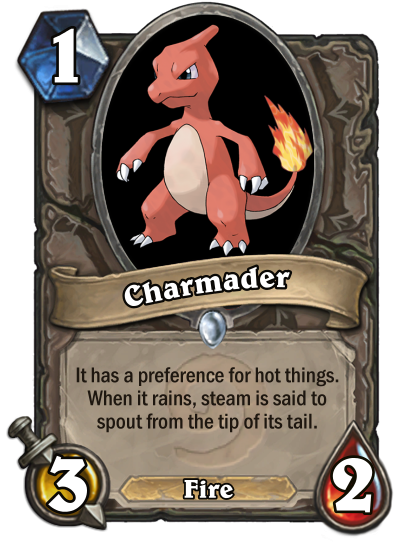 1
Charmader
It has a preference for hot things.
When it rains, steam is said to
spout from the tip of its tail.
3
Fire
2